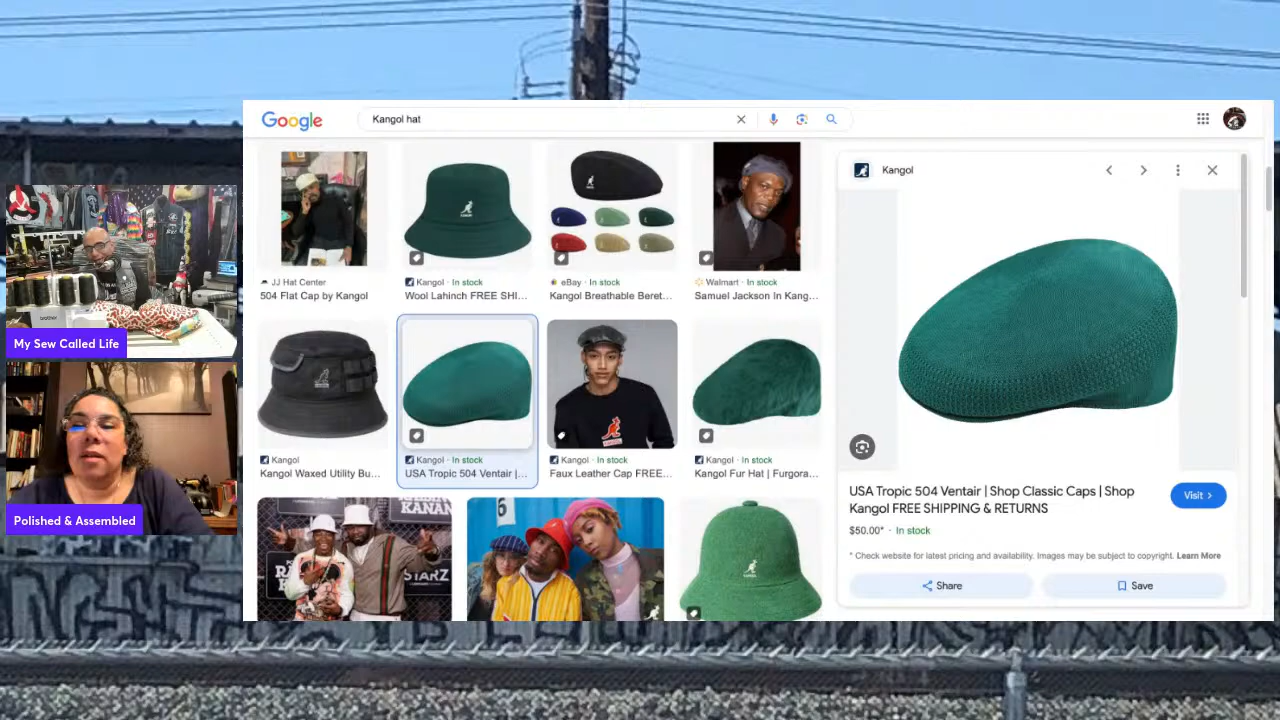 Google
Kangol hat
JJ Hat Center
504 Flat Cap by Kangol
Kangol · In stock
Wool Lahinch FREE SHI...
eBay · In stock
Kangol Breathable Beret...
Walmart · In stock
Samuel Jackson In Kang...
Kangol
Kangol Waxed Utility Bu...
Kangol · In stock
USA Tropic 504 Ventair |...
Kangol · In stock
Faux Leather Cap FREE...
Kangol · In stock
Kangol Fur Hat | Furgora...
KANAN
STARZ
6
Kangol
USA Tropic 504 Ventair | Shop Classic Caps | Shop
Kangol FREE SHIPPING & RETURNS
Visit >
$50.00* · In stock
* Check website for latest pricing and availability. Images may be subject to copyright. Learn More
Share
Save
brother
My Sew Called Life
Polished & Assembled